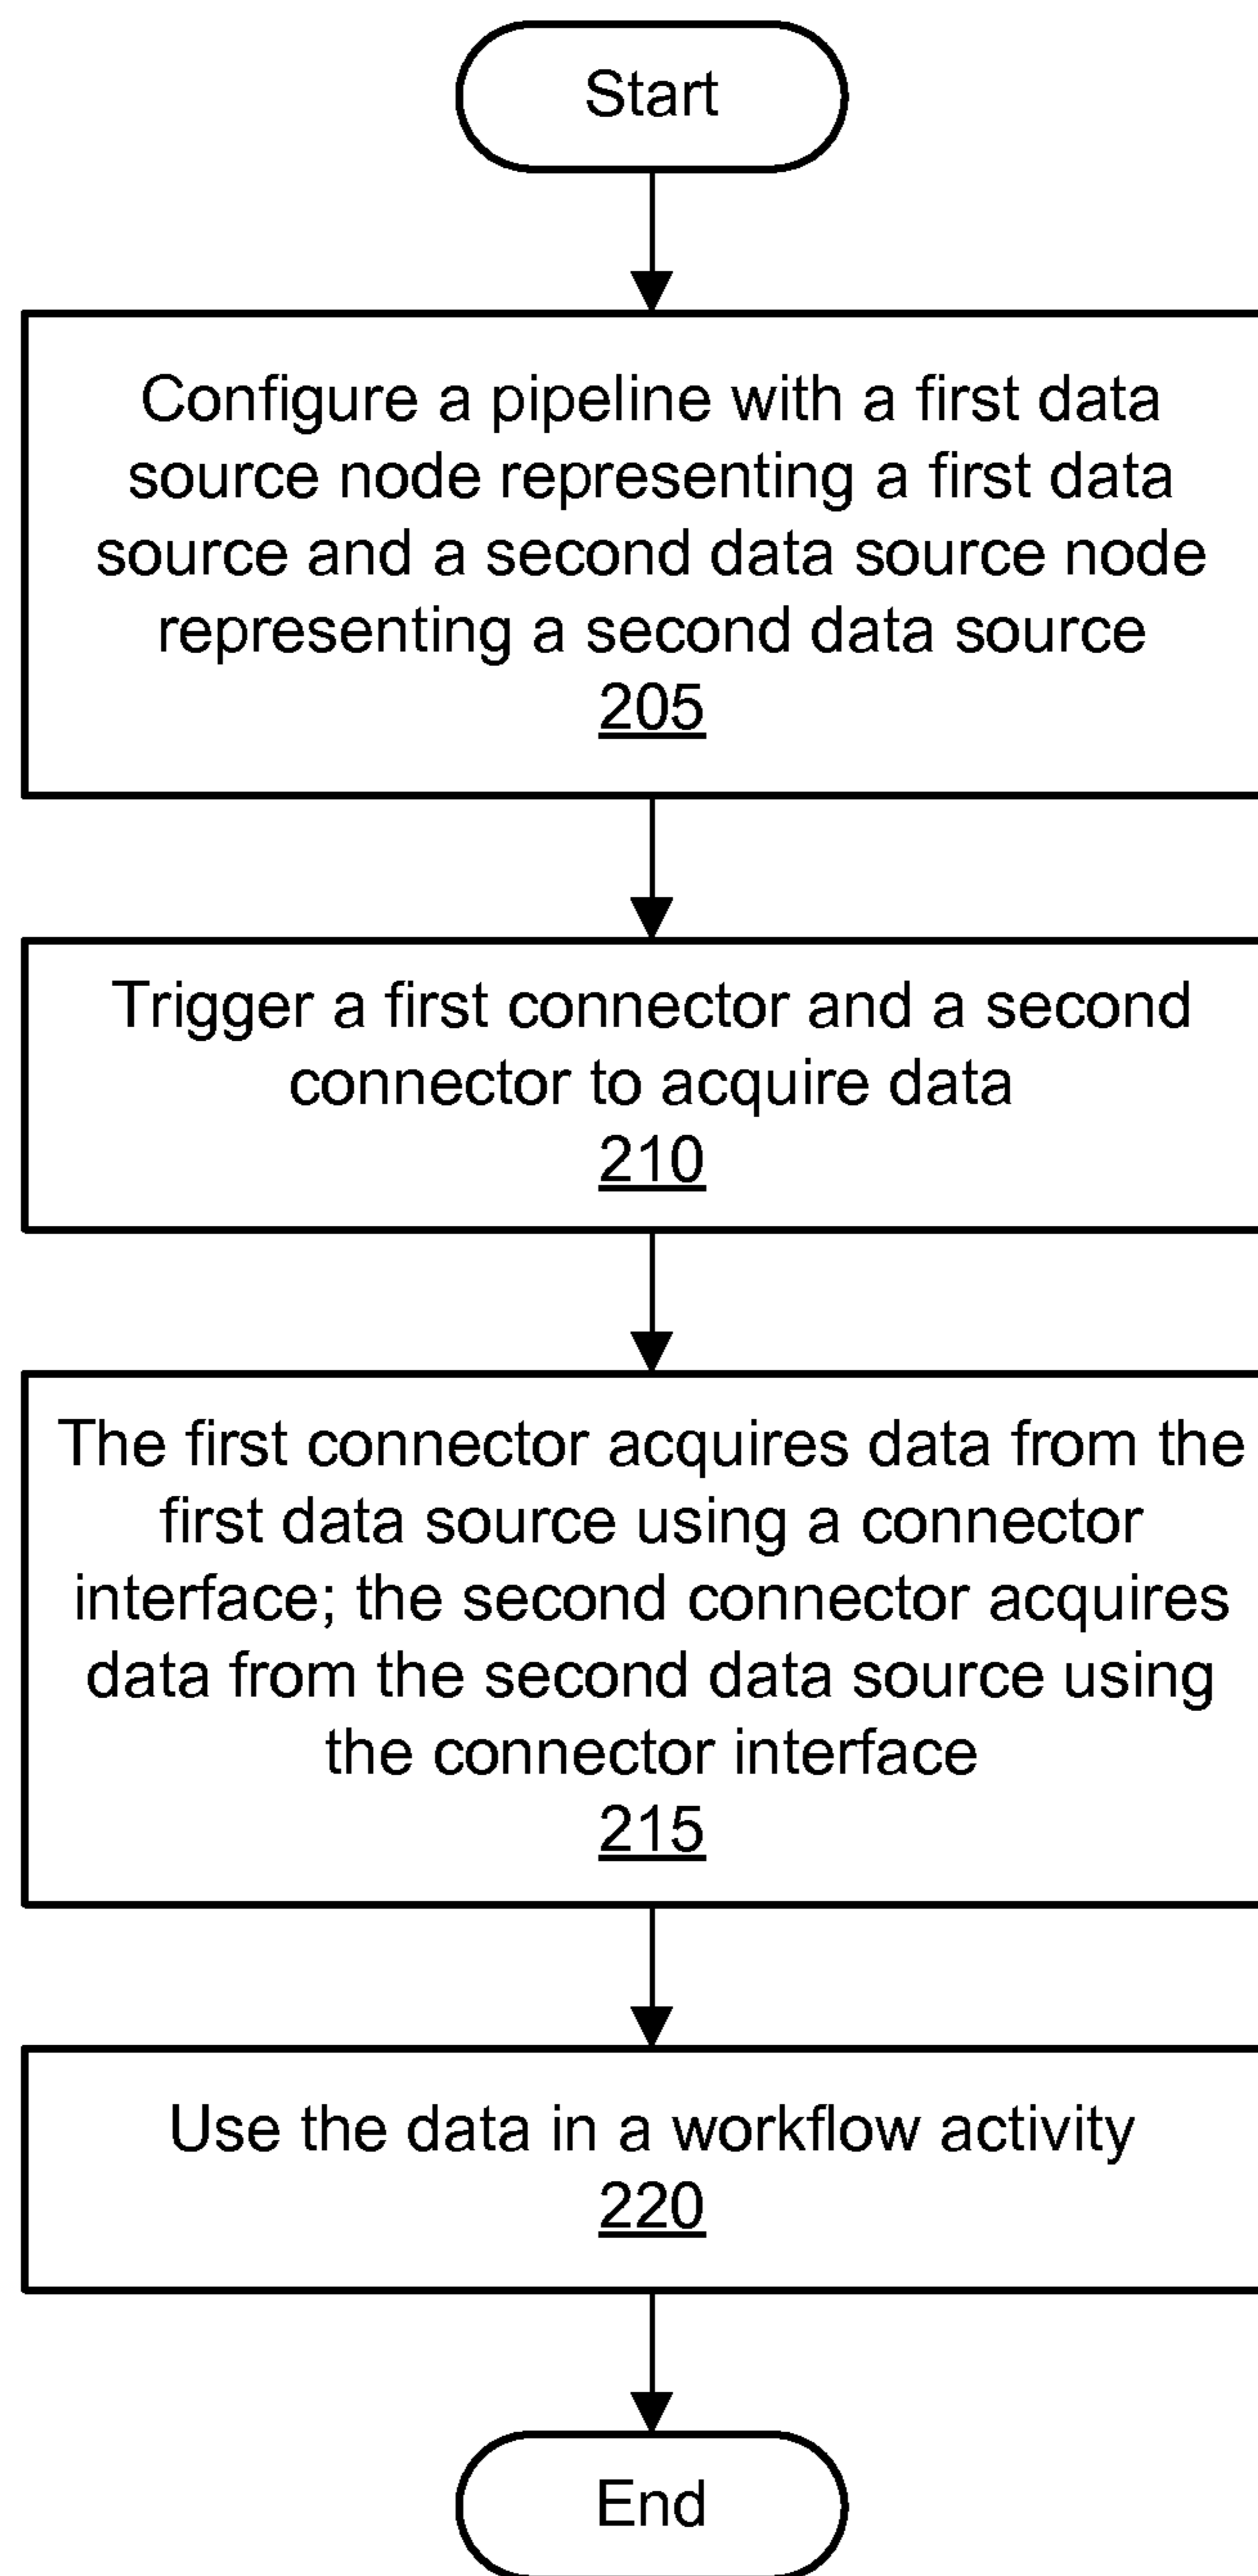 Start
Configure a pipeline with a first data
source node representing a first data
source and a second data source node
representing a second data source
205
Trigger a first connector and a second
connector to acquire data
210
The first connector acquires data from the
first data source using a connector
interface; the second connector acquires
data from the second data source using
the connector interface
215
Use the data in a workflow activity
220
End